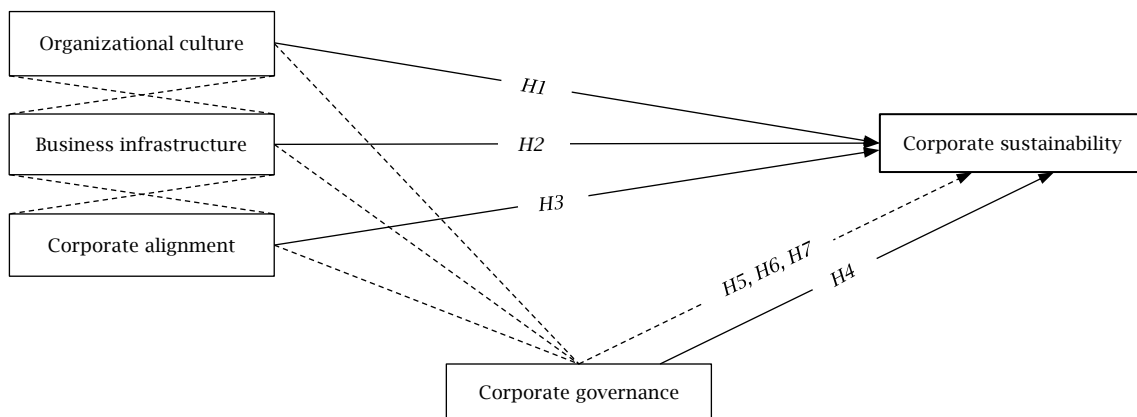 Organizational culture
H1
Business infrastructure
H2
Corporate sustainability
H3
Corporate alignment
H5, H6, H7
H4
Corporate governance